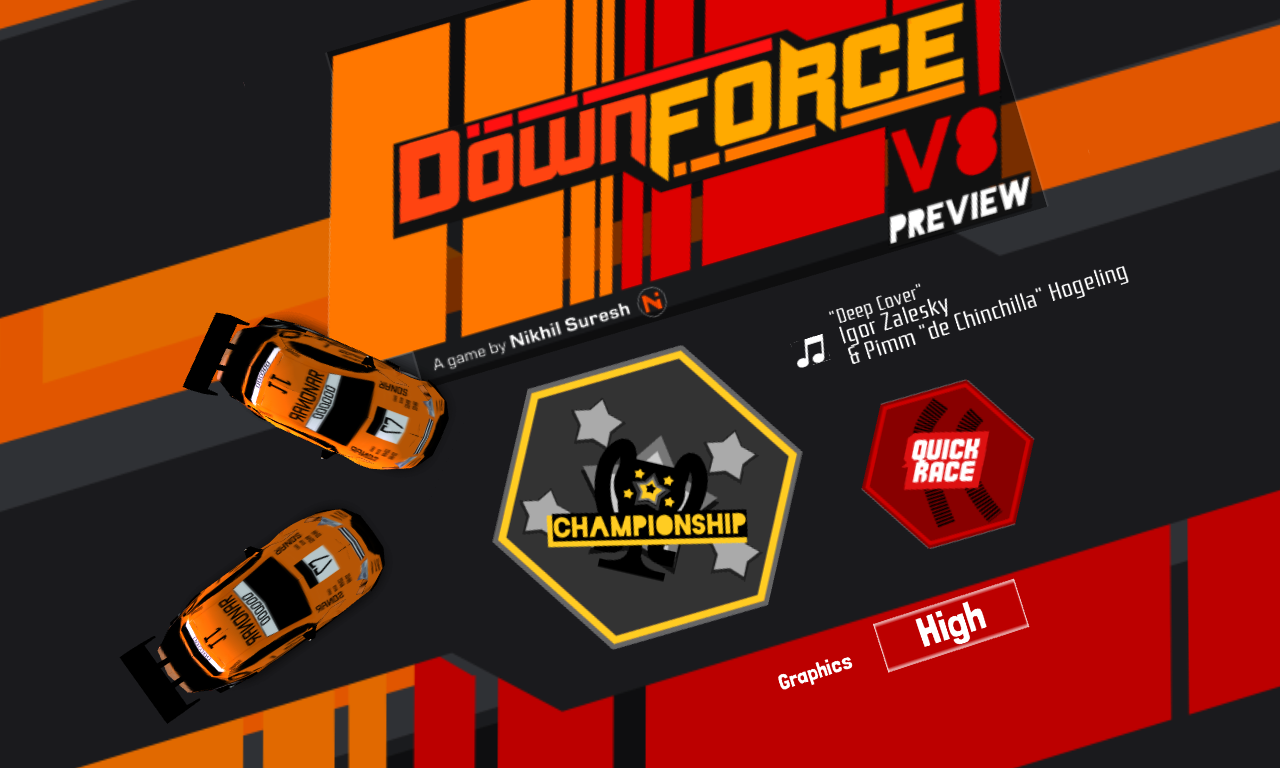 DöwnFORCE
V8
PREVIEW
A game by Nikhil Suresh N
"Deep Cover"
Igor Zalesky
& Pimm "de Chinchilla" Hogeling
CHAMPIONSHIP
QUICK
RACE
Graphics
High